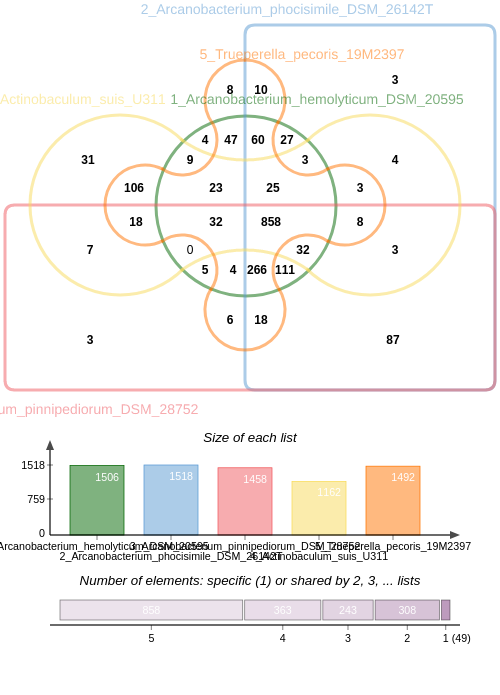 2_Arcanobacterium_phocisimile_DSM_26142T
5_Trueperella_pecoris_19M2397
Actinobaculum_suis_U311 1_Arcanobacterium_hemolyticum_DSM_20595
8 10 3
4 47 60 27
31 9 3 4
106 23 25 3
18 32 858 8
7 0 32 3
5 4 266 111
6 18
3 87
um_pinnipediorum_DSM_28752
Size of each list
1518
759
0
1506 1518 1458 1162 1492
Arcanobacterium_hemolyticum_DSM_20595 3_Arcanobacterium_pinnipediorum_DSM_28752 5_Trueperella_pecoris_19M2397
2_Arcanobacterium_phocisimile_DSM_26142T 4_Actinobaculum_suis_U311
Number of elements: specific (1) or shared by 2, 3, ... lists
858 363 243 308
5 4 3 2 1 (49)